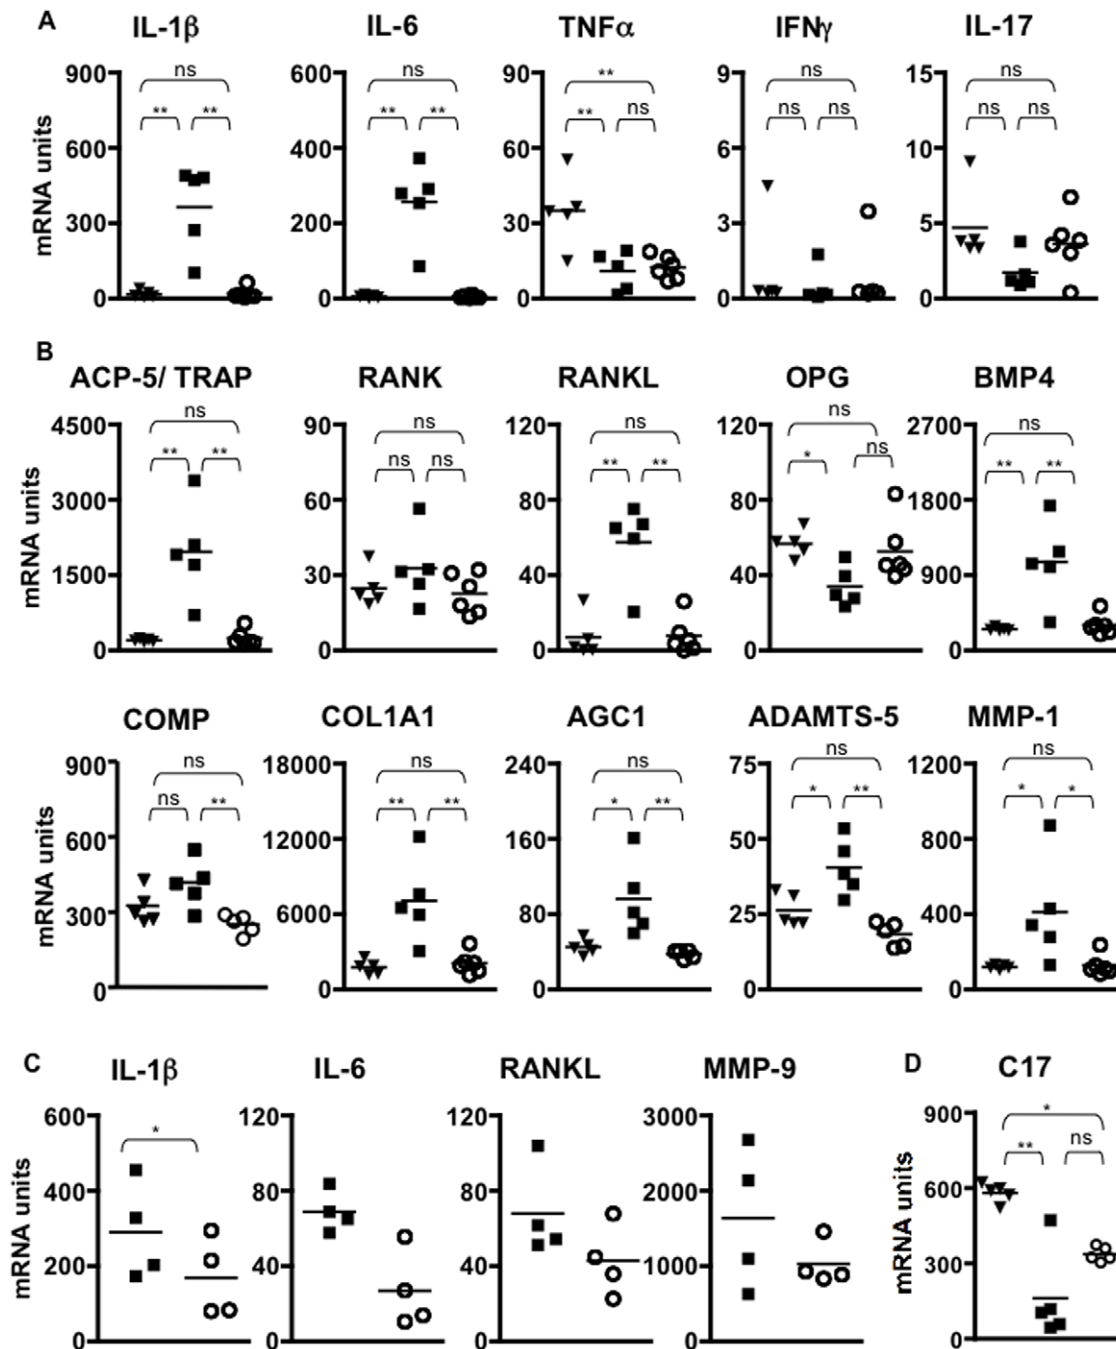 A
IL-1β IL-6 TNFα IFNγ IL-17
mRNA units
900 600 90 9 15
ns ns ** ns ns
** ** ** ** ** ns ns ns ns ns
600 400 60 6 10
300 200 30 3 5
0 0 0 0 0
B
ACP-5/ TRAP RANK RANKL OPG BMP4
mRNA units
4500 90 120 120 2700
ns ns ns ns ns
** ** ns ns ** ** * ns ** **
3000 60 80 80 1800
1500 30 40 40 900
0 0 0 0 0
COMP COL1A1 AGC1 ADAMTS-5 MMP-1
mRNA units
900 18000 240 75 1200
ns ns ns ns ns
ns ** ** ** * ** * ** * *
600 12000 160 50 800
300 6000 80 25 400
0 0 0 0 0
C
IL-1β IL-6 RANKL MMP-9
mRNA units
600 120 120 3000
*
400 80 80 2000
200 40 40 1000
0 0 0 0
D
C17
mRNA units
900
*
** ns
600
300
0